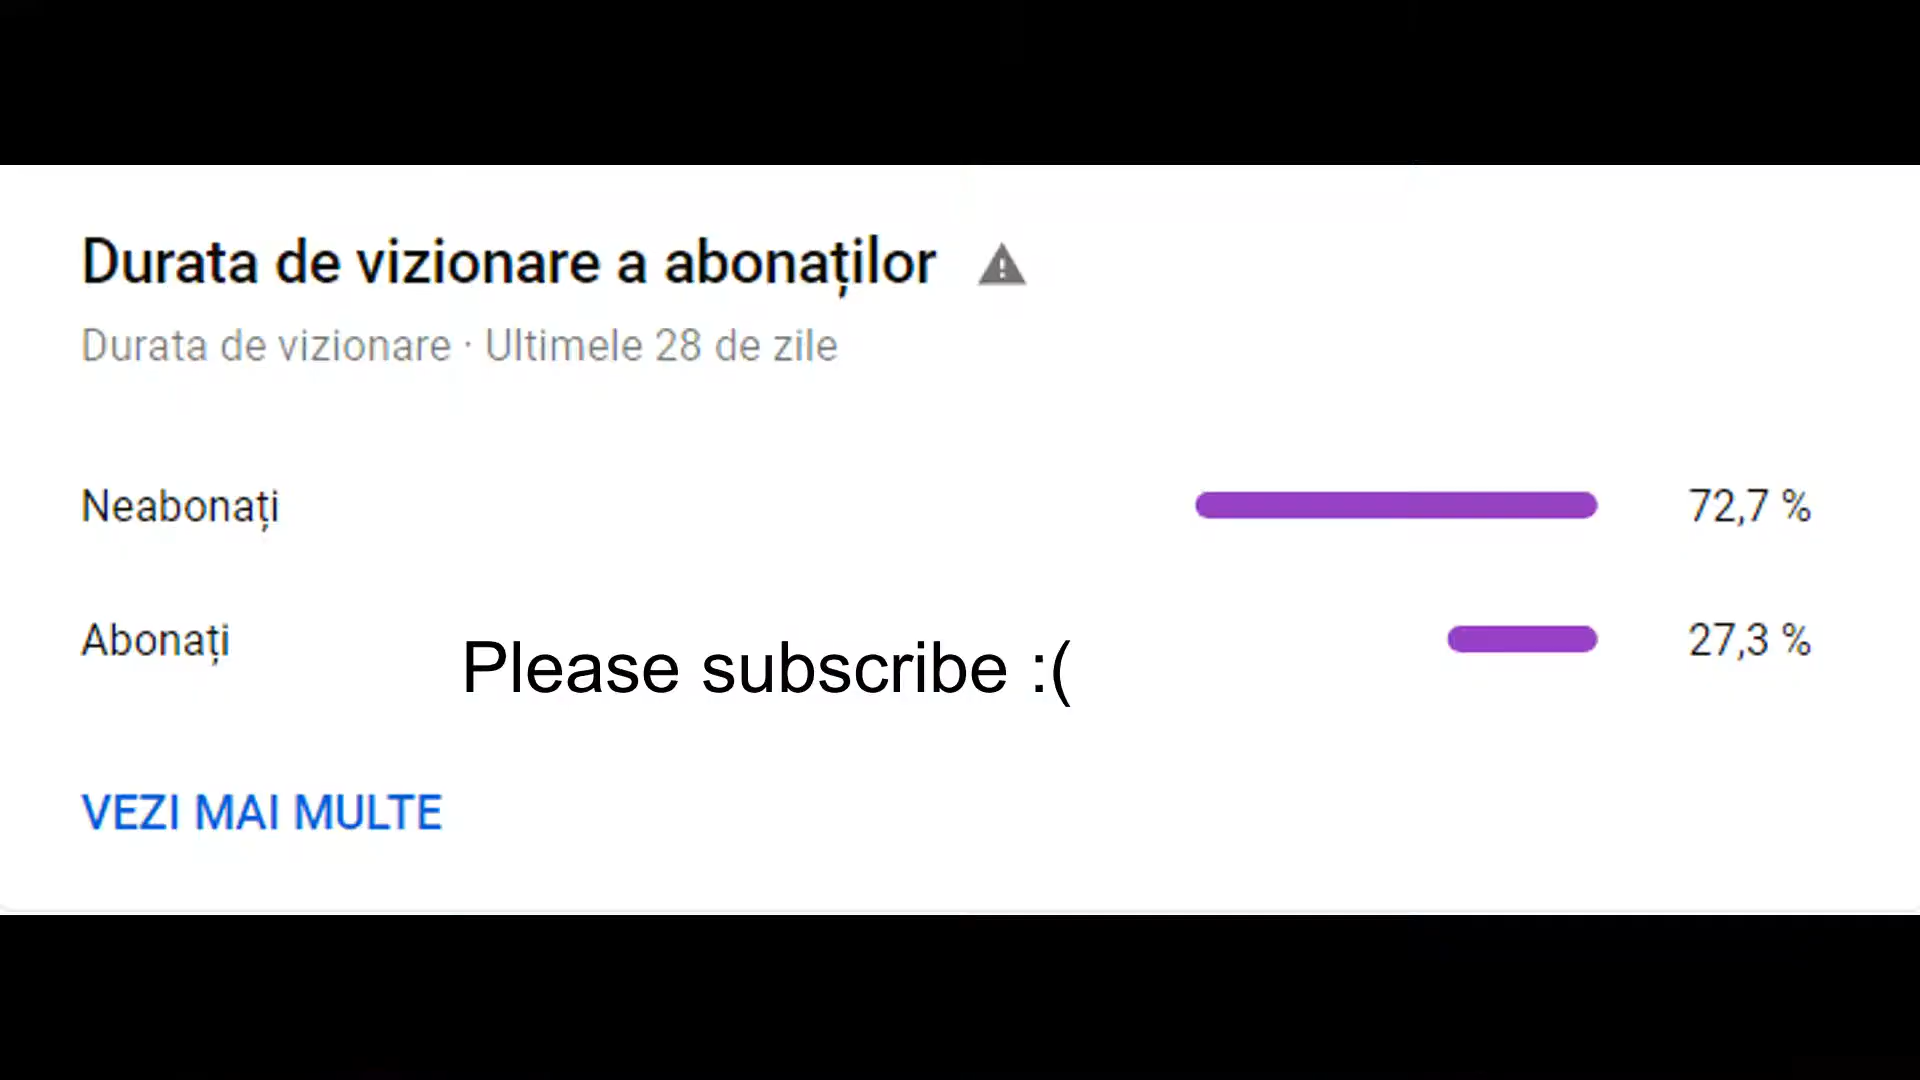 Durata de vizionare a abonaților
Durata de vizionare · Ultimele 28 de zile
Neabonați 72,7 %
Abonați 27,3 %
Please subscribe :(
VEZI MAI MULTE